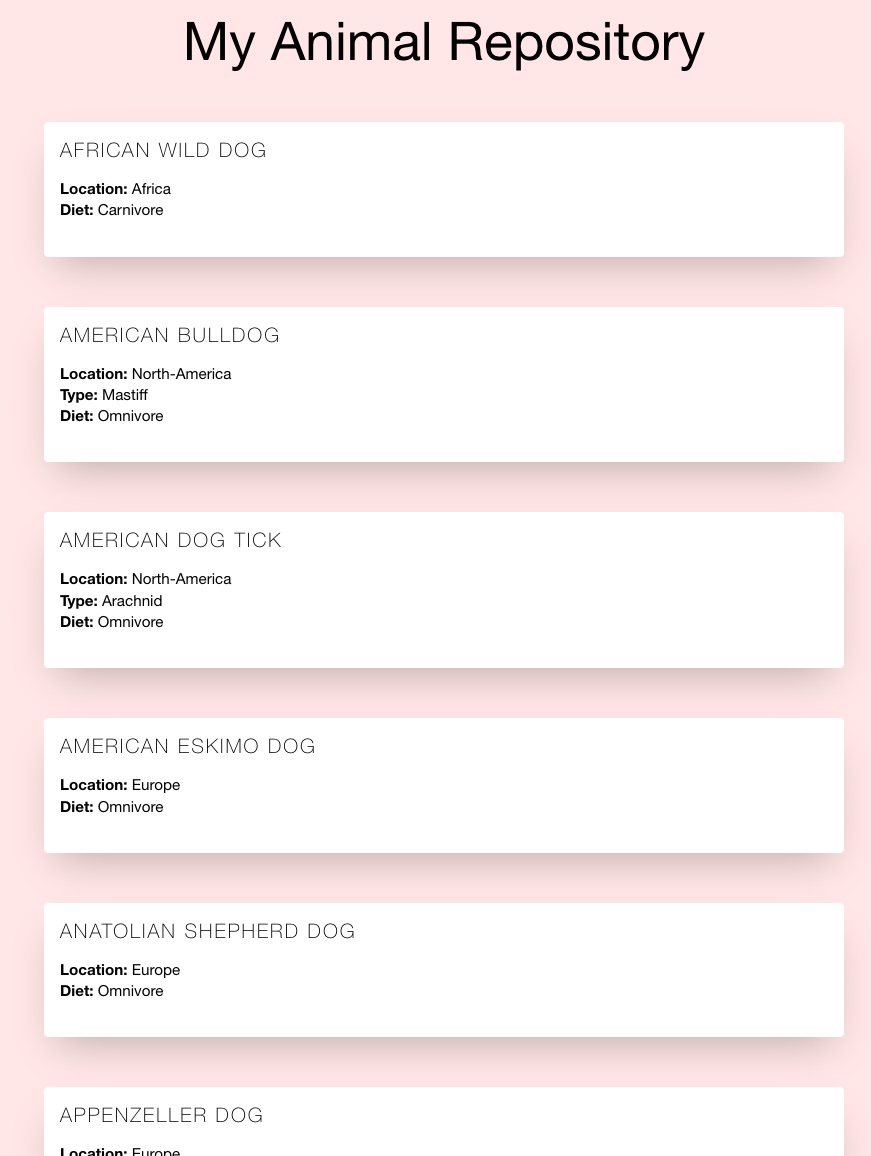 My Animal Repository
AFRICAN WILD DOG
Location: Africa
Diet: Carnivore
AMERICAN BULLDOG
Location: North-America
Type: Mastiff
Diet: Omnivore
AMERICAN DOG TICK
Location: North-America
Type: Arachnid
Diet: Omnivore
AMERICAN ESKIMO DOG
Location: Europe
Diet: Omnivore
ANATOLIAN SHEPHERD DOG
Location: Europe
Diet: Omnivore
APPENZELLER DOG
Location: Europe